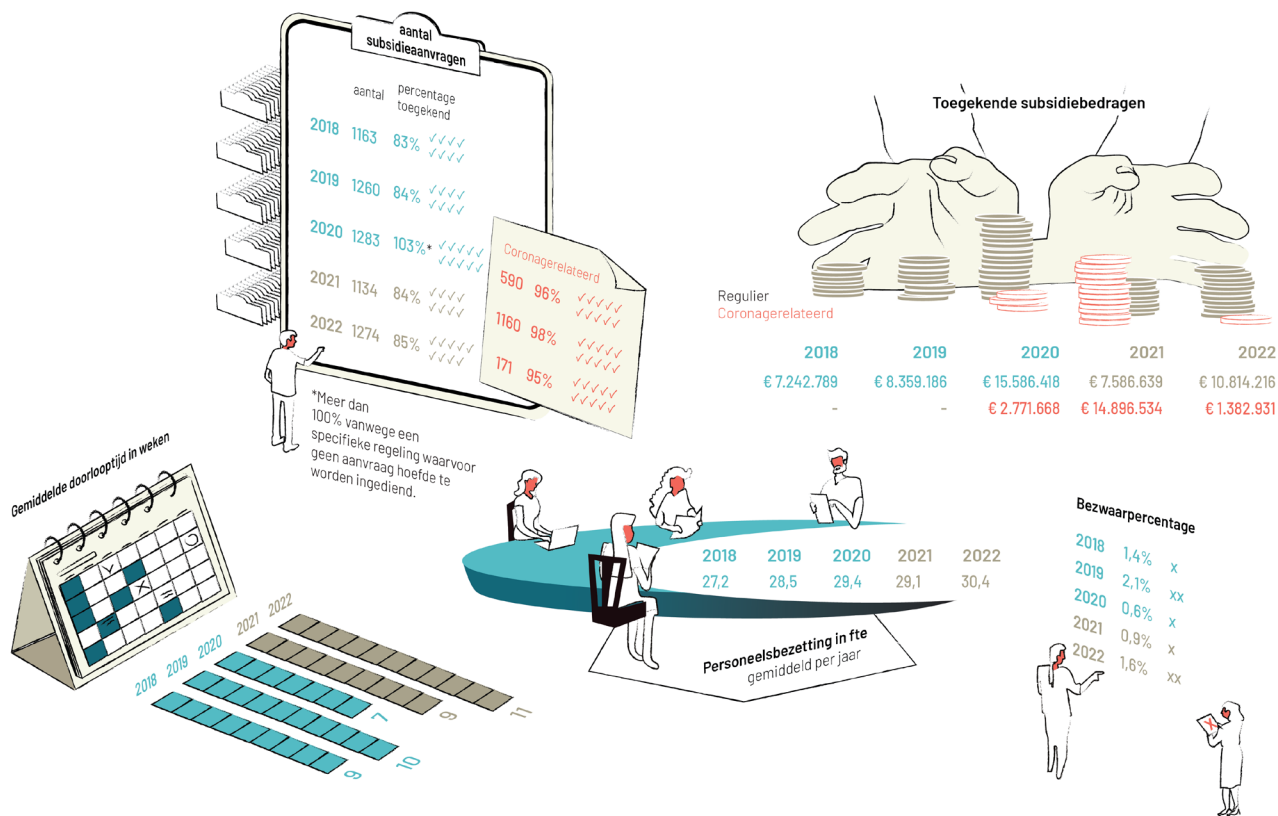 aantal
subsidieaanvragen
aantal percentage
toegekend
2018 1163 83%
2019 1260 84%
2020 1283 103%*
2021 1134 84%
2022 1274 85%
Coronagerelateerd
590 96%
1160 98%
171 95%
*Meer dan
100% vanwege een
specifieke regeling waarvoor
geen aanvraag hoefde te
worden ingediend.
Toegekende subsidiebedragen
Regulier
Coronagerelateerd
2018 2019 2020 2021 2022
€ 7.242.789 € 8.359.186 € 15.586.418 € 7.586.639 € 10.814.216
- - € 2.771.668 € 14.896.534 € 1.382.931
Gemiddelde doorlooptijd in weken
2018 2019 2020 2021 2022
9 10 7 9 11
2018 2019 2020 2021 2022
27,2 28,5 29,4 29,1 30,4
Personeelsbezetting in fte
gemiddeld per jaar
Bezwaarpercentage
2018 1,4% x
2019 2,1% xx
2020 0,6% x
2021 0,9% x
2022 1,6% xx